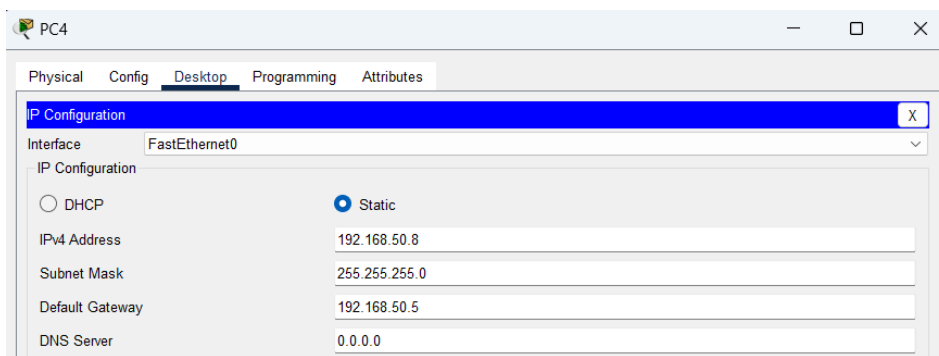 PC4
Physical Config Desktop Programming Attributes
IP Configuration X
Interface FastEthernet0
IP Configuration
DHCP Static
IPv4 Address 192.168.50.8
Subnet Mask 255.255.255.0
Default Gateway 192.168.50.5
DNS Server 0.0.0.0